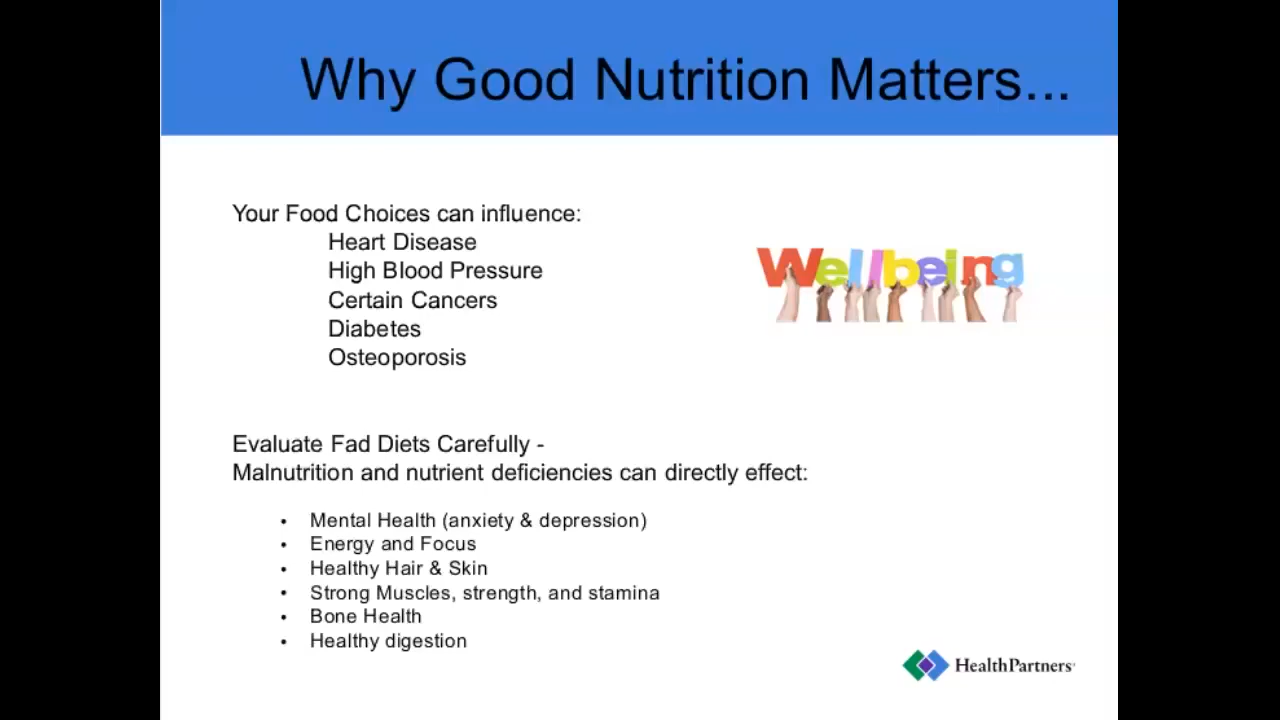 Why Good Nutrition Matters...
Your Food Choices can influence:
Heart Disease
High Blood Pressure
Certain Cancers
Diabetes
Osteoporosis
Wellbeing
Evaluate Fad Diets Carefully -
Malnutrition and nutrient deficiencies can directly effect:
• Mental Health (anxiety & depression)
• Energy and Focus
• Healthy Hair & Skin
• Strong Muscles, strength, and stamina
• Bone Health
• Healthy digestion
HealthPartners